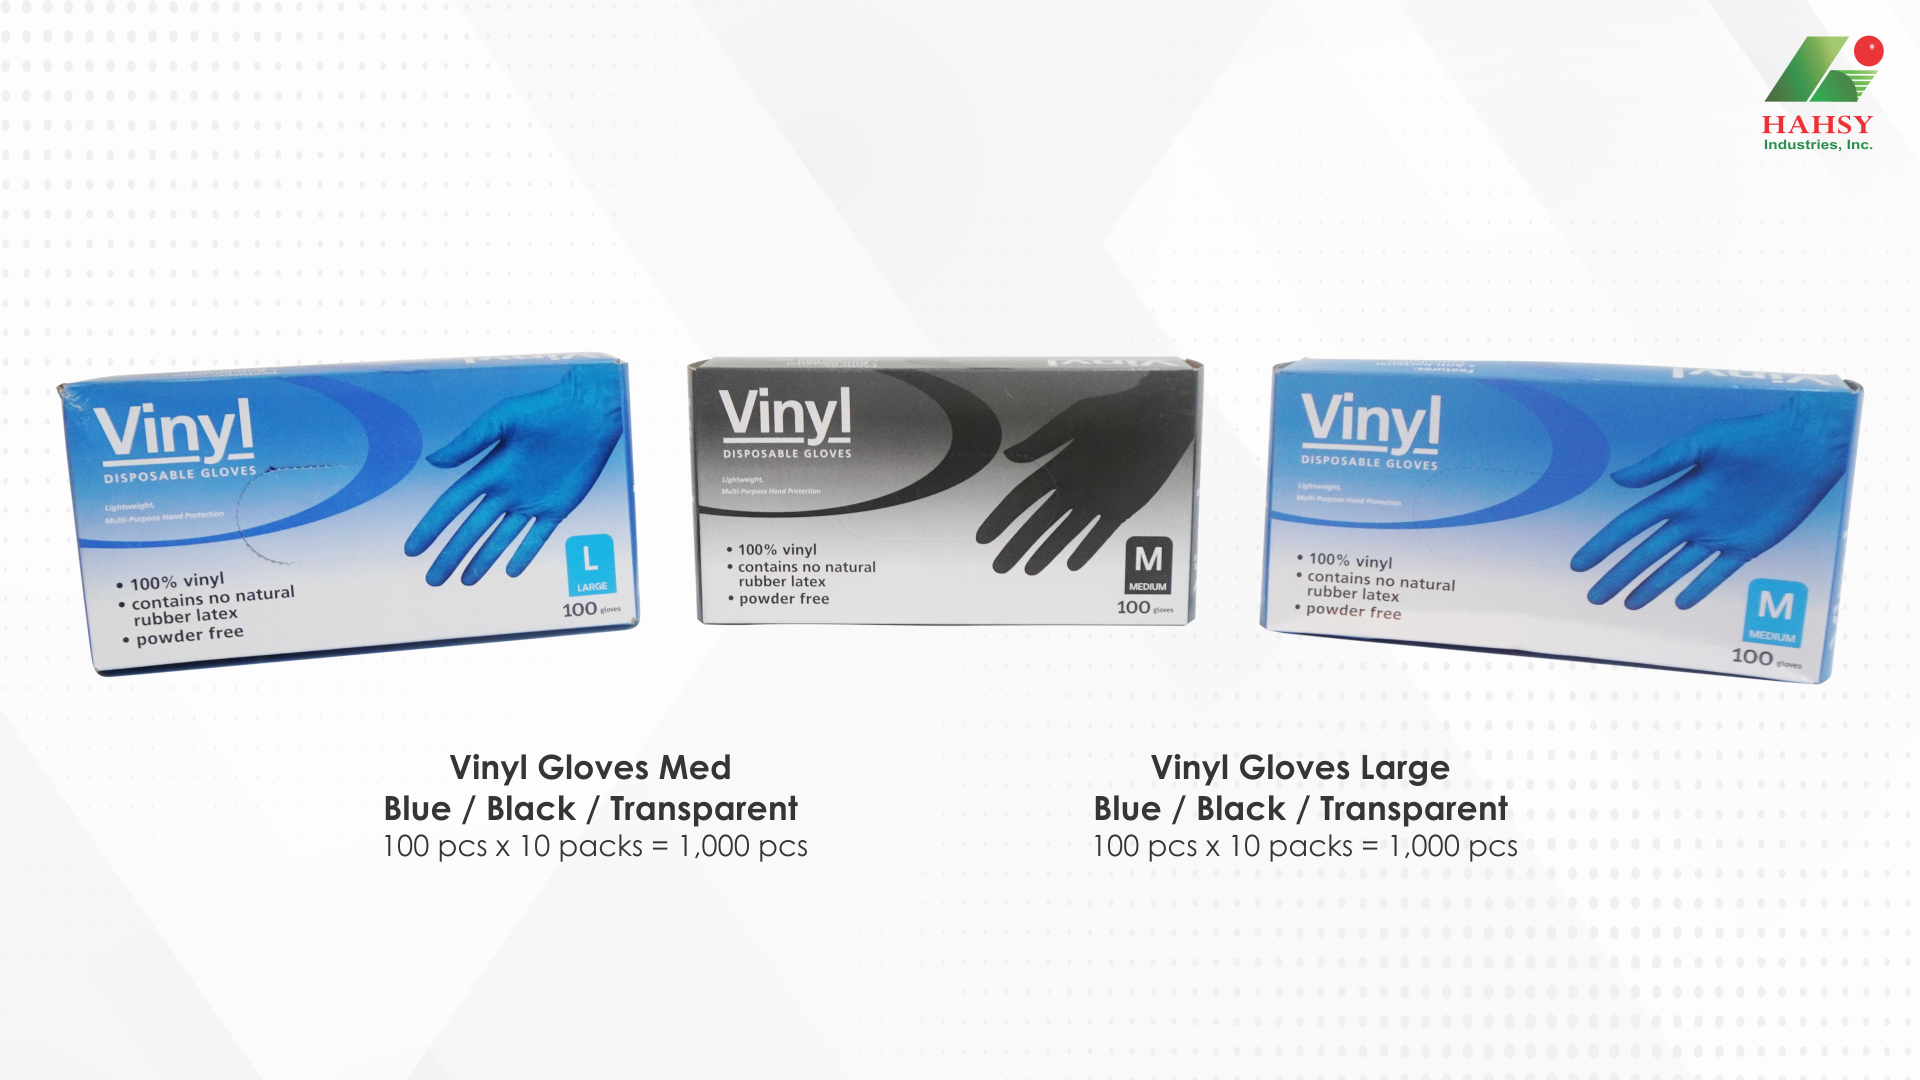 HAHSY
Industries, Inc.
Vinyl
Vinyl
DISPOSABLE GLOVES
Lightweight,
Multi-Purpose Hand Protection
• 100% vinyl
• contains no natural
rubber latex
• powder free
L
LARGE
100 gloves
Vinyl
Vinyl
DISPOSABLE GLOVES
Lightweight,
Multi-Purpose Hand Protection
• 100% vinyl
• contains no natural
rubber latex
• powder free
M
MEDIUM
100 gloves
Features:
Vinyl
Vinyl
DISPOSABLE GLOVES
Lightweight,
Multi-Purpose Hand Protection
• 100% vinyl
• contains no natural
rubber latex
• powder free
M
MEDIUM
100 gloves
Vinyl Gloves Med
Blue / Black / Transparent
100 pcs x 10 packs = 1,000 pcs
Vinyl Gloves Large
Blue / Black / Transparent
100 pcs x 10 packs = 1,000 pcs